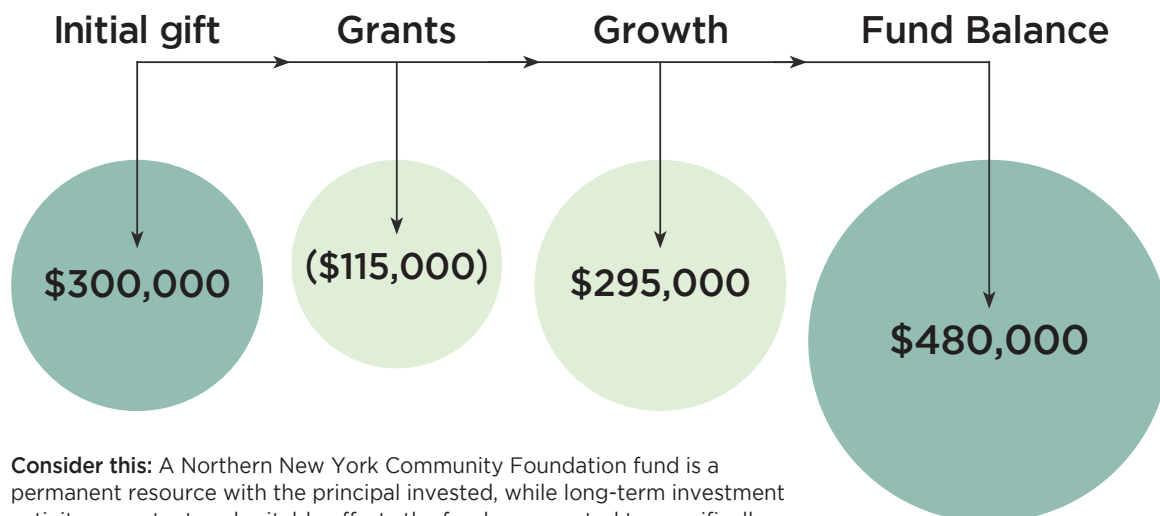 Initial gift Grants Growth Fund Balance
$300,000 ($115,000) $295,000 $480,000
Consider this: A Northern New York Community Foundation fund is a
permanent resource with the principal invested, while long-term investment